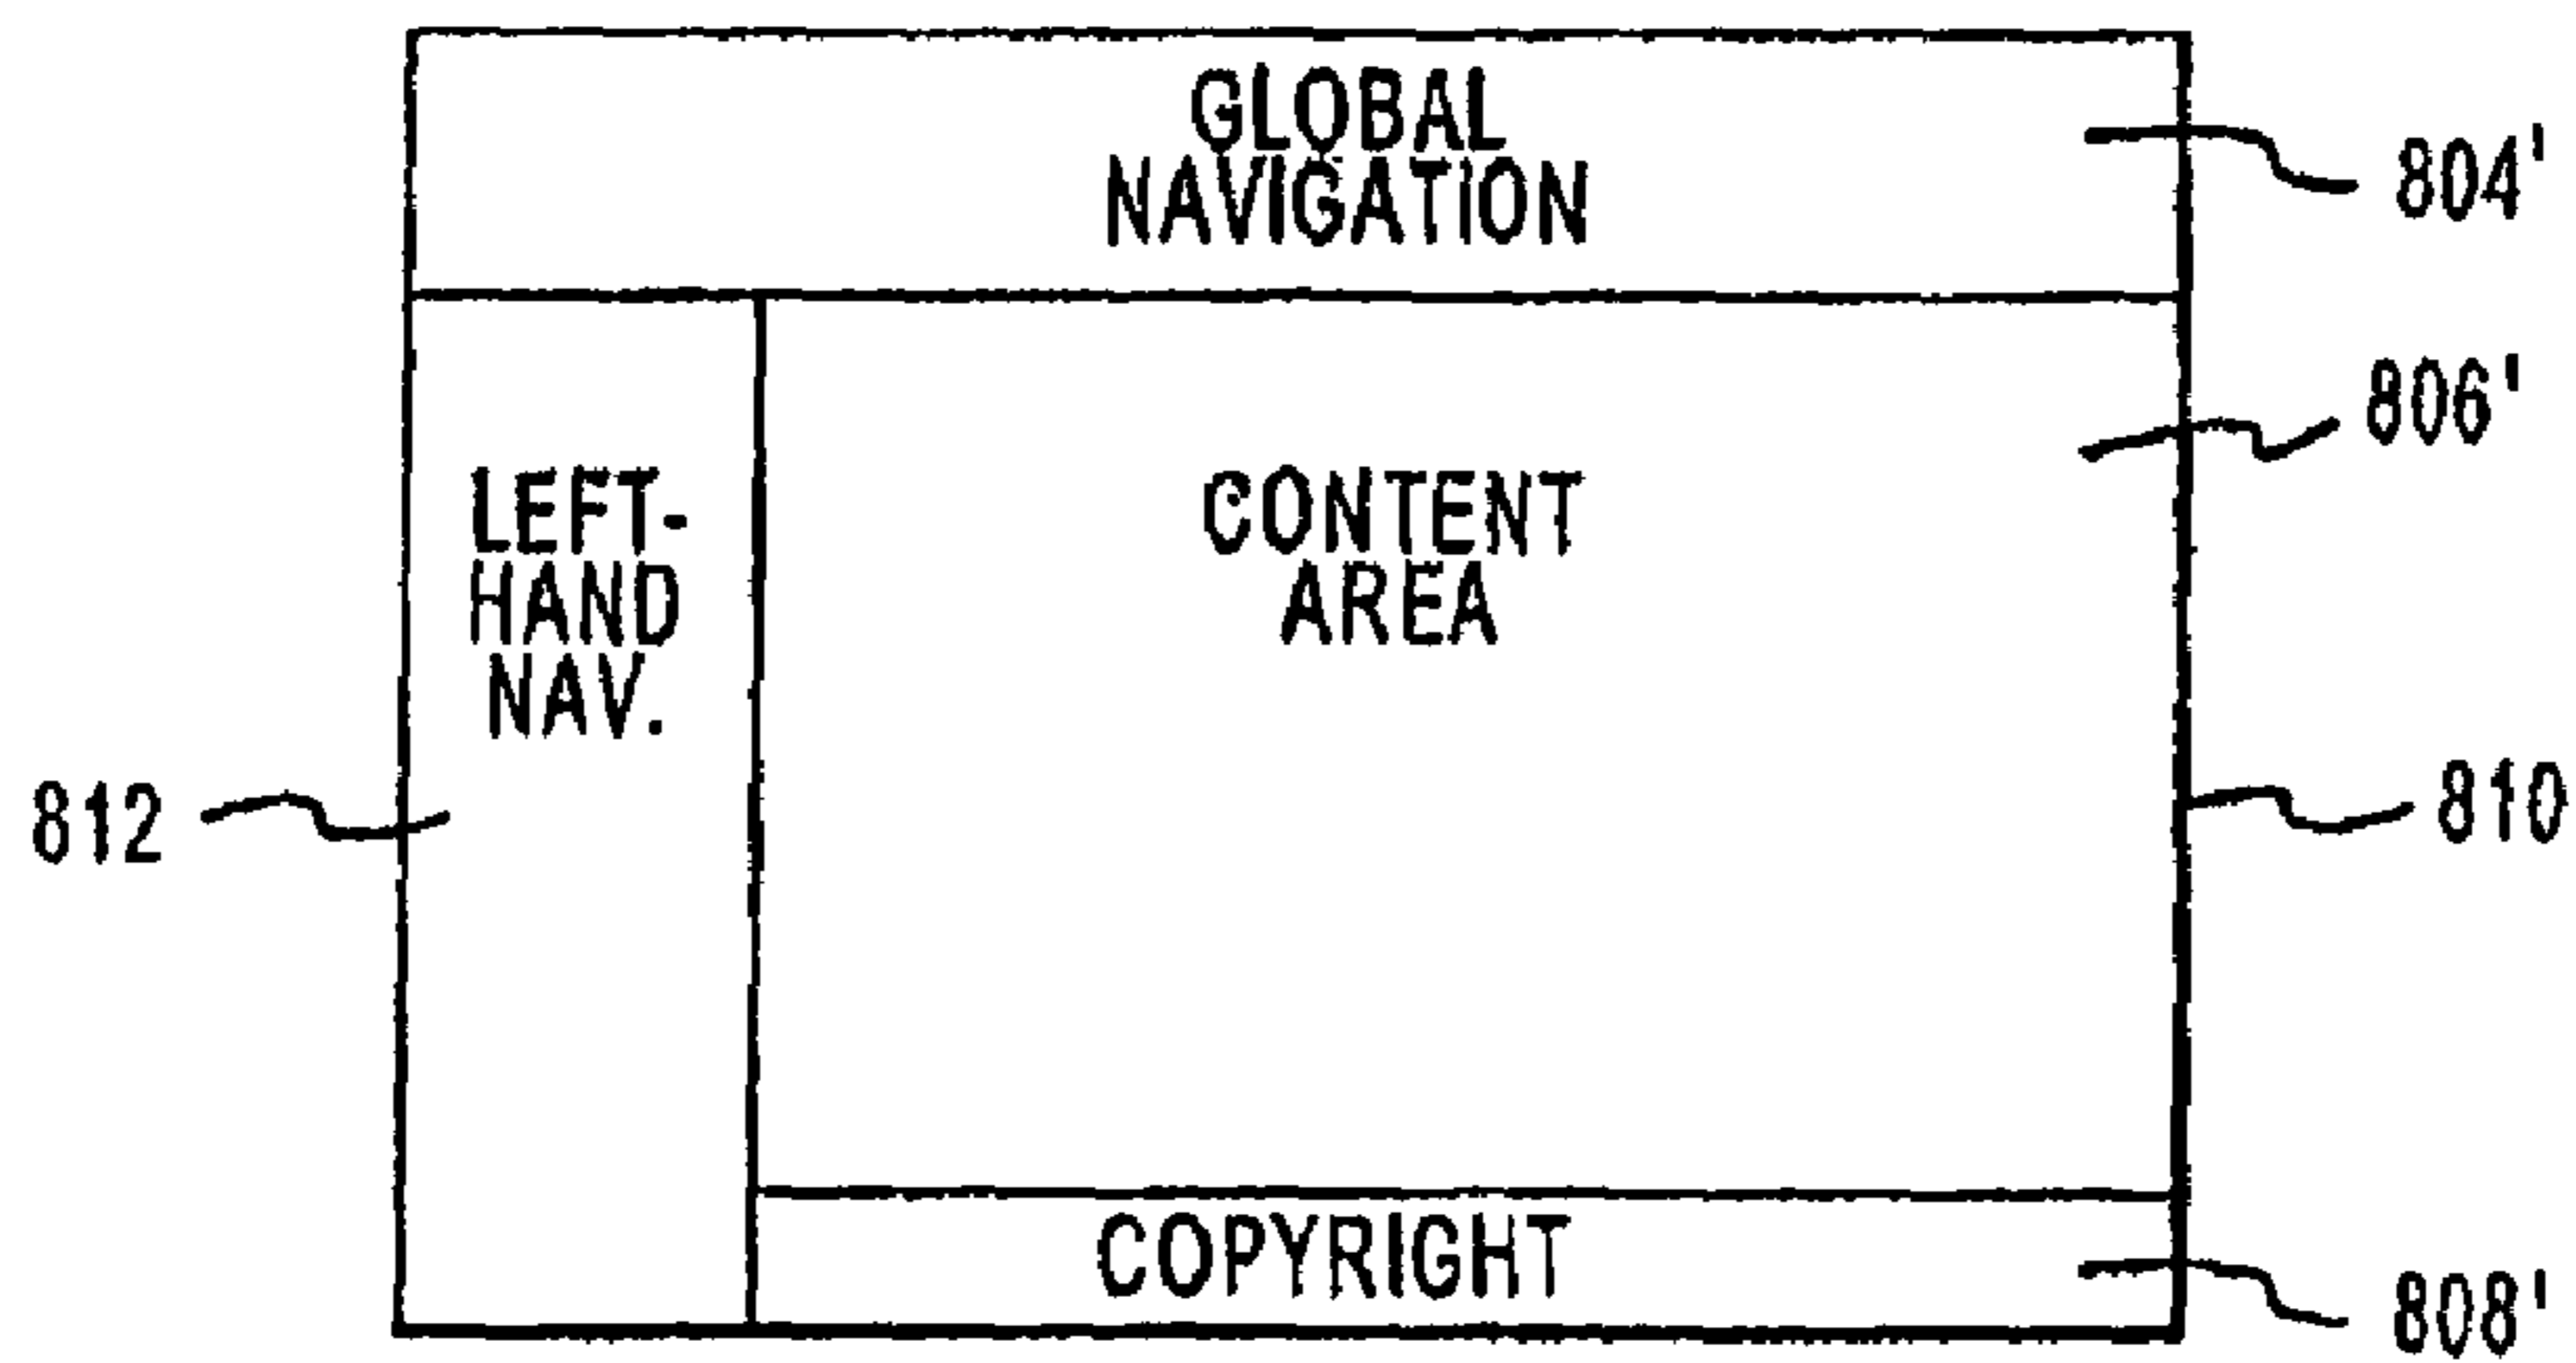 GLOBAL
NAVIGATION
804'
806'
LEFT-
HAND
NAV.
CONTENT
AREA
812
810
COPYRIGHT
808'